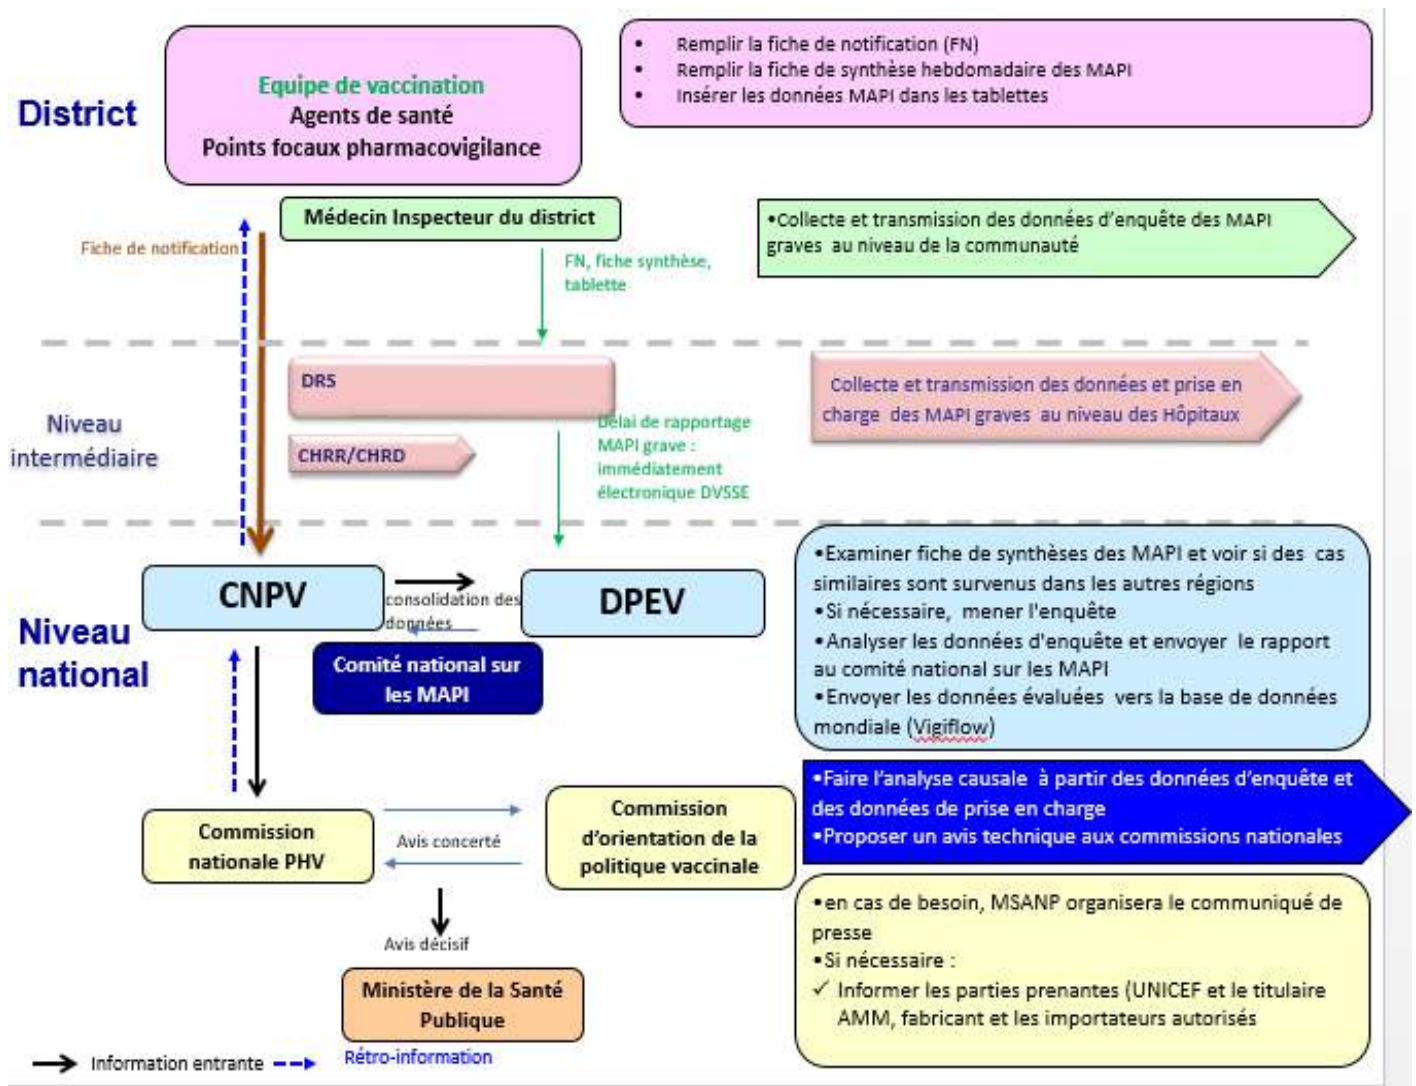 District
Equipe de vaccination
Agents de santé
Points focaux pharmacovigilance
• Remplir la fiche de notification (FN)
• Remplir la fiche de synthèse hebdomadaire des MAPI
• Insérer les données MAPI dans les tablettes
Médecin Inspecteur du district
Fiche de notification
FN, fiche synthèse,
tablette
•Collecte et transmission des données d'enquête des MAPI
graves au niveau de la communauté
Niveau
intermédiaire
DRS
CHRR/CHRD
Délai de rapportage
MAPI grave :
immédiatement
électronique DVSSE
Collecte et transmission des données et prise en
charge des MAPI graves au niveau des Hôpitaux
Niveau
national
CNPV
consolidation des
données
DPEV
Comité national sur
les MAPI
•Examiner fiche de synthèses des MAPI et voir si des cas
similaires sont survenus dans les autres régions
•Si nécessaire, mener l'enquête
•Analyser les données d'enquête et envoyer le rapport
au comité national sur les MAPI
•Envoyer les données évaluées vers la base de données
mondiale (Vigiflow)
•Faire l'analyse causale à partir des données d'enquête et
des données de prise en charge
•Proposer un avis technique aux commissions nationales
Commission
nationale PHV
Avis concerté
Commission
d'orientation de la
politique vaccinale
Avis décisif
Ministère de la Santé
Publique
•en cas de besoin, MSANP organisera le communiqué de
presse
•Si nécessaire :
✓ Informer les parties prenantes (UNICEF et le titulaire
AMM, fabricant et les importateurs autorisés
Information entrante
Rétro-information